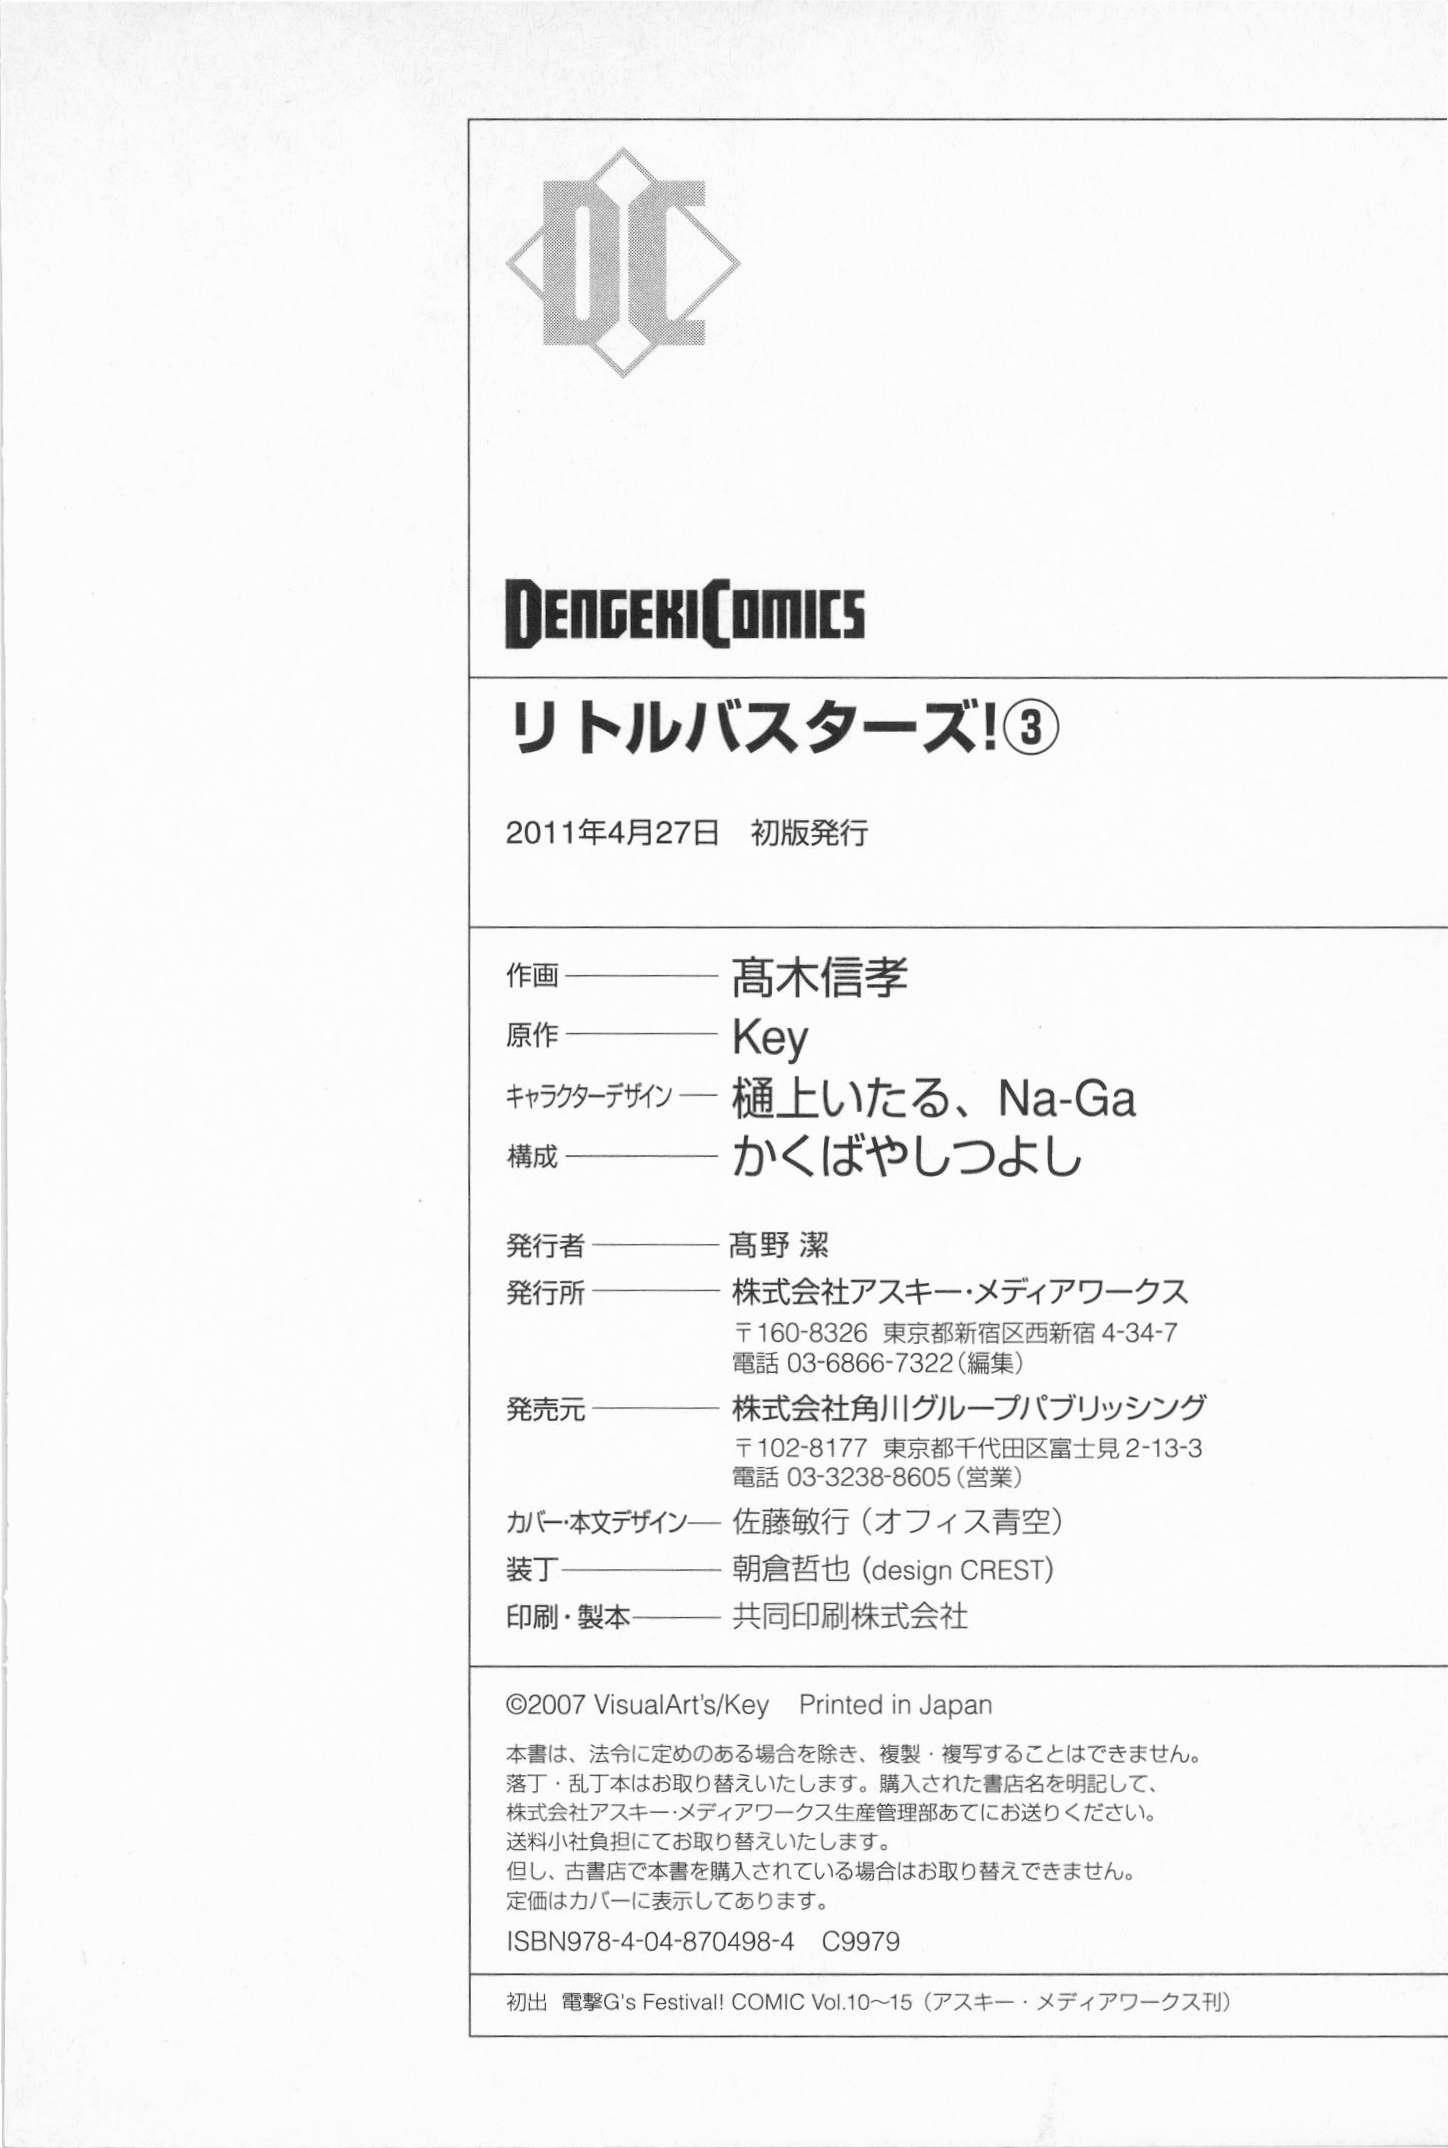 DC
DENGEKI COMICS
リトルバスターズ!③
2011年4月27日　初版発行
作画――髙木信孝
原作――Key
キャラクターデザイン――樋上いたる、Na-Ga
構成――かくばやしつよし
発行者――髙野 潔
発行所――株式会社アスキー・メディアワークス
〒160-8326 東京都新宿区西新宿 4-34-7
電話 03-6866-7322（編集）
発売元――株式会社角川グループパブリッシング
〒102-8177 東京都千代田区富士見 2-13-3
電話 03-3238-8605（営業）
カバー・本文デザイン――佐藤敏行（オフィス青空）
装丁――朝倉哲也 (design CREST)
印刷・製本――共同印刷株式会社
©2007 VisualArt's/Key　Printed in Japan
本書は、法令に定めのある場合を除き、複製・複写することはできません。
落丁・乱丁本はお取り替えいたします。購入された書店名を明記して、
株式会社アスキー・メディアワークス生産管理部あてにお送りください。
送料小社負担にてお取り替えいたします。
但し、古書店で本書を購入されている場合はお取り替えできません。
定価はカバーに表示してあります。
ISBN978-4-04-870498-4　C9979
初出 電撃G's Festival! COMIC Vol.10～15（アスキー・メディアワークス刊）